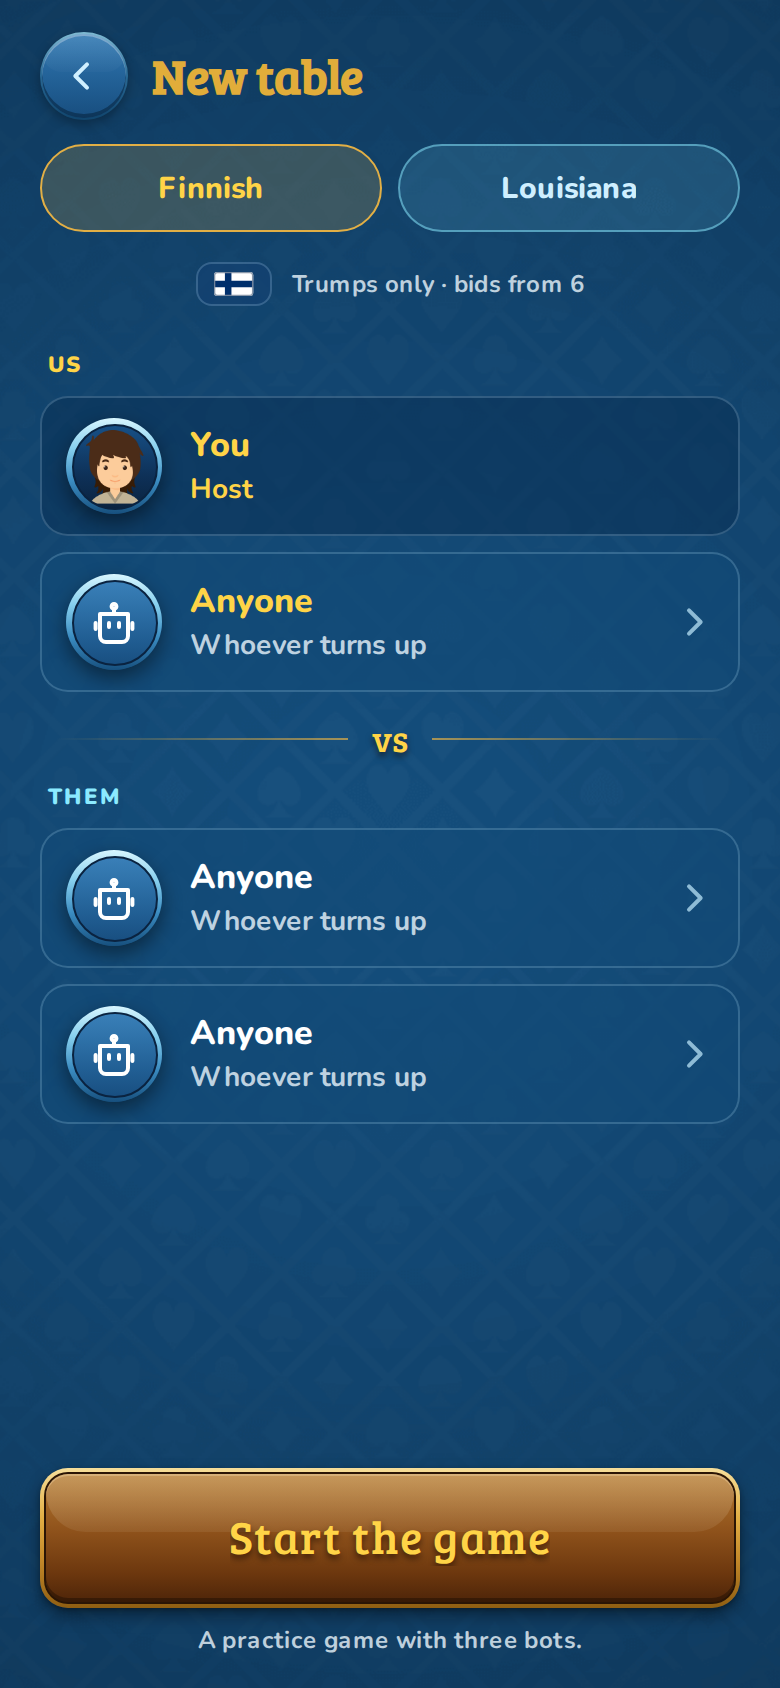 New table
Finnish
Louisiana
Trumps only · bids from 6
US
You
Host
Anyone
Whoever turns up
VS
THEM
Anyone
Whoever turns up
Anyone
Whoever turns up
Start the game
A practice game with three bots.